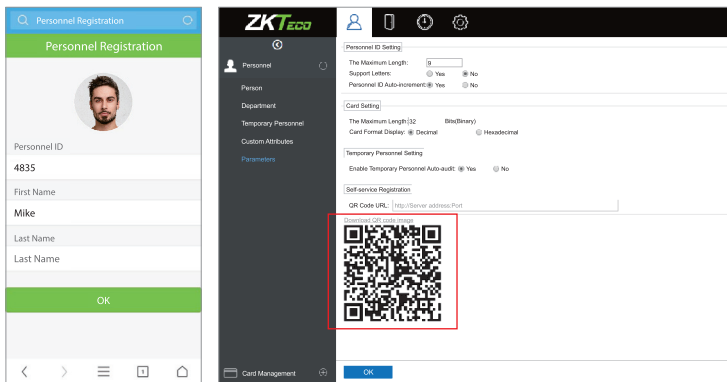 Personnel Registration
Personnel Registration
Personnel ID
4835
First Name
Mike
Last Name
Last Name
OK
1
ZKTeco
Personnel
Person
Department
Temporary Personnel
Custom Attributes
Parameters
Card Management
Personnel ID Setting
The Maximum Length: 9
Support Letters: Yes No
Personnel ID Auto-increment: Yes No
Card Setting
The Maximum Length: 32 Bits(Binary)
Card Format Display: Decimal Hexadecimal
Temporary Personnel Setting
Enable Temporary Personnel Auto-audit: Yes No
Self-service Registration
QR Code URL: http://Server address:Port
Download QR code image
OK